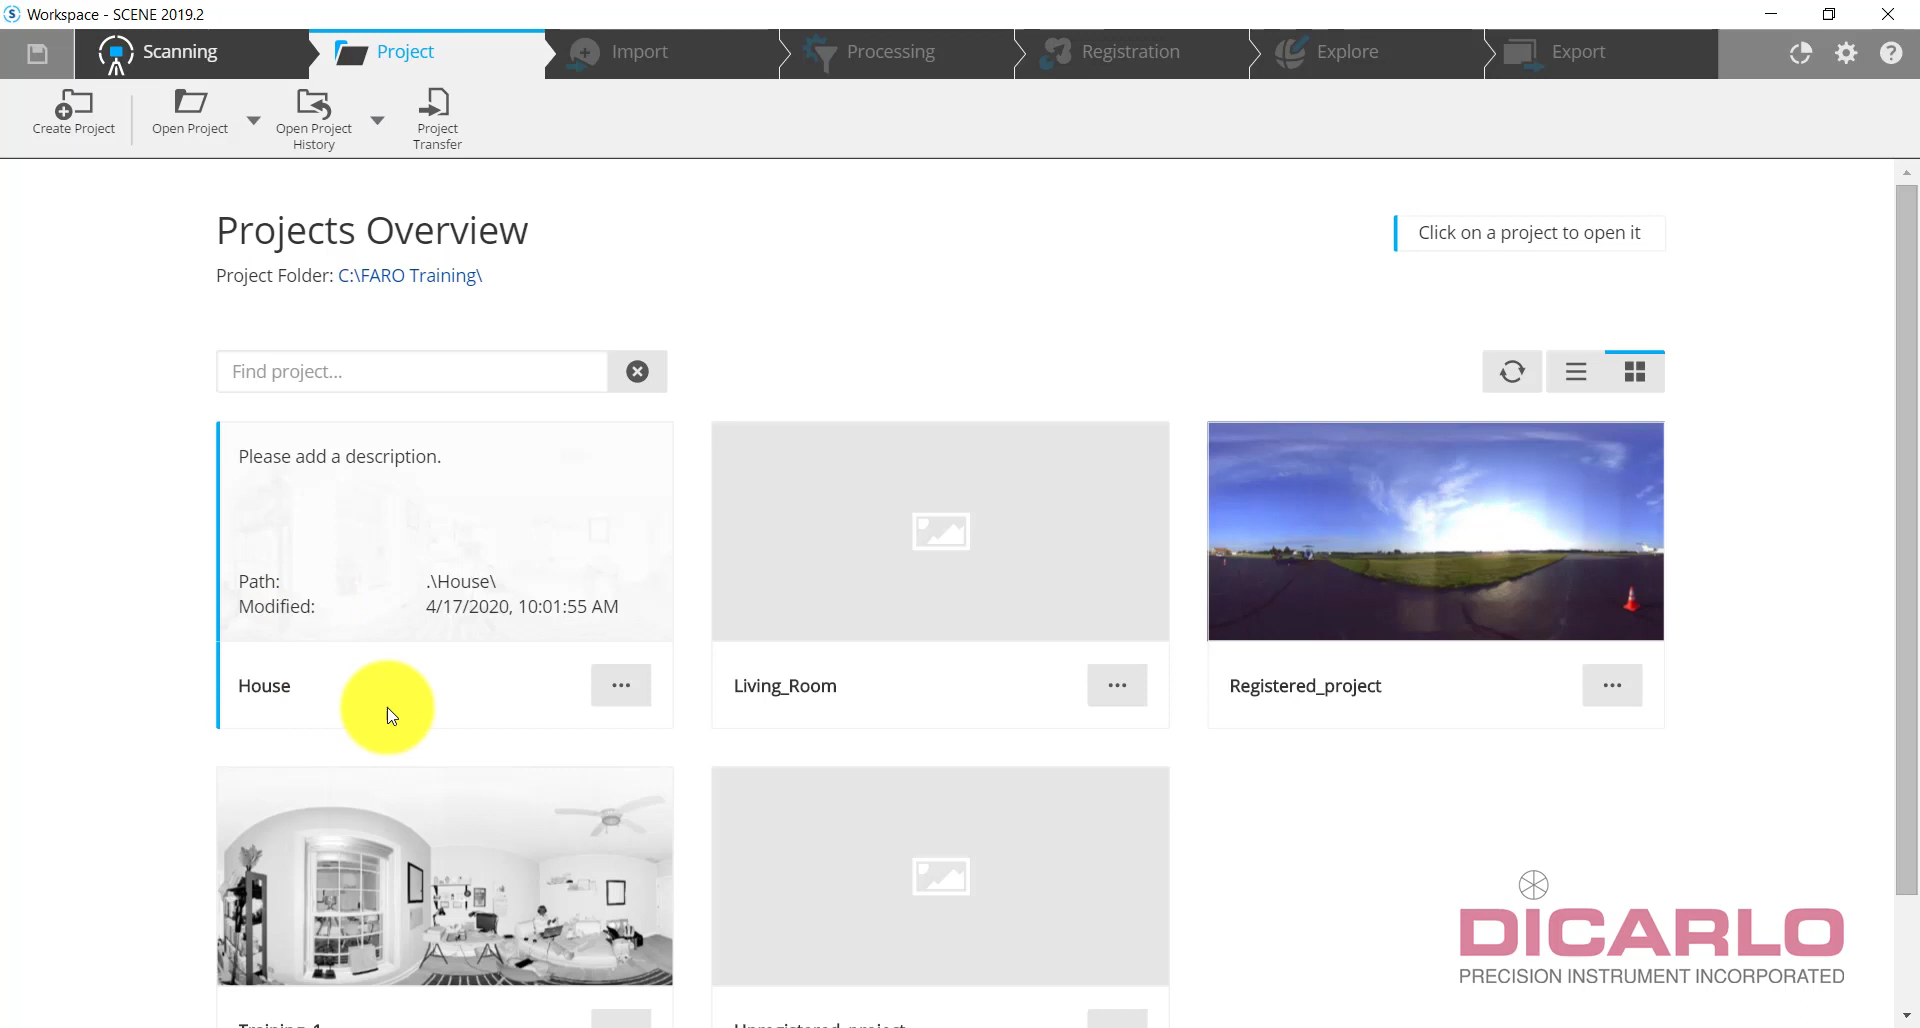 Workspace - SCENE 2019.2
Scanning
Project
Import
Processing
Registration
Explore
Export
Create Project
Open Project
Open Project
History
Project
Transfer
Projects Overview
Click on a project to open it
Project Folder: C:\FARO Training\
Find project...
Please add a description.
Path: .\House\
Modified: 4/17/2020, 10:01:55 AM
House
Living_Room
Registered_project
DICARLO
PRECISION INSTRUMENT INCORPORATED